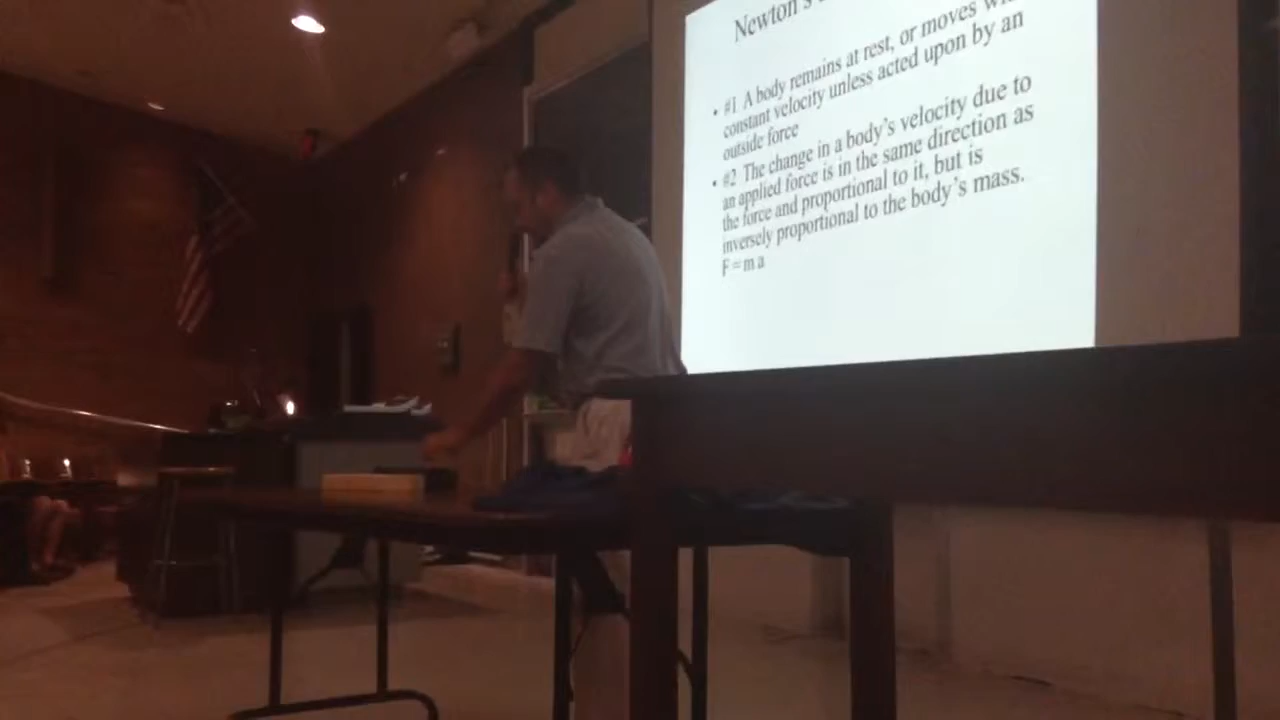 Newton's
• #1 A body remains at rest, or moves
constant velocity unless acted upon by an
outside force
• #2 The change in a body's velocity due to
an applied force is in the same direction as
the force and proportional to it, but is
inversely proportional to the body's mass.
F = m a